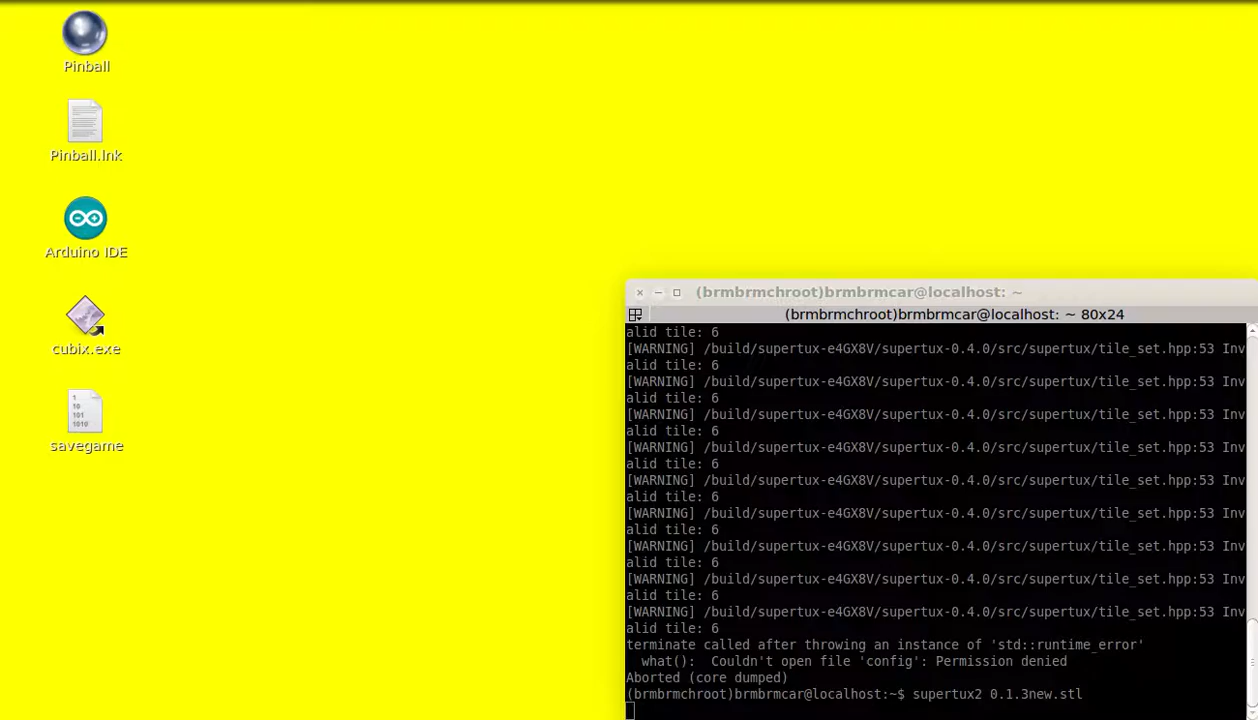 Pinball
Pinball.lnk
Arduino IDE
cubix.exe
1
10
101
1010
savegame
(brmbrmchroot)brmbrmcar@localhost: ~
(brmbrmchroot)brmbrmcar@localhost: ~ 80x24
alid tile: 6
[WARNING] /build/supertux-e4GX8V/supertux-0.4.0/src/supertux/tile_set.hpp:53 Inv
alid tile: 6
[WARNING] /build/supertux-e4GX8V/supertux-0.4.0/src/supertux/tile_set.hpp:53 Inv
alid tile: 6
[WARNING] /build/supertux-e4GX8V/supertux-0.4.0/src/supertux/tile_set.hpp:53 Inv
alid tile: 6
[WARNING] /build/supertux-e4GX8V/supertux-0.4.0/src/supertux/tile_set.hpp:53 Inv
alid tile: 6
[WARNING] /build/supertux-e4GX8V/supertux-0.4.0/src/supertux/tile_set.hpp:53 Inv
alid tile: 6
[WARNING] /build/supertux-e4GX8V/supertux-0.4.0/src/supertux/tile_set.hpp:53 Inv
alid tile: 6
[WARNING] /build/supertux-e4GX8V/supertux-0.4.0/src/supertux/tile_set.hpp:53 Inv
alid tile: 6
[WARNING] /build/supertux-e4GX8V/supertux-0.4.0/src/supertux/tile_set.hpp:53 Inv
alid tile: 6
[WARNING] /build/supertux-e4GX8V/supertux-0.4.0/src/supertux/tile_set.hpp:53 Inv
alid tile: 6
terminate called after throwing an instance of 'std::runtime_error'
what(): Couldn't open file 'config': Permission denied
Aborted (core dumped)
(brmbrmchroot)brmbrmcar@localhost:~$ supertux2 0.1.3new.stl